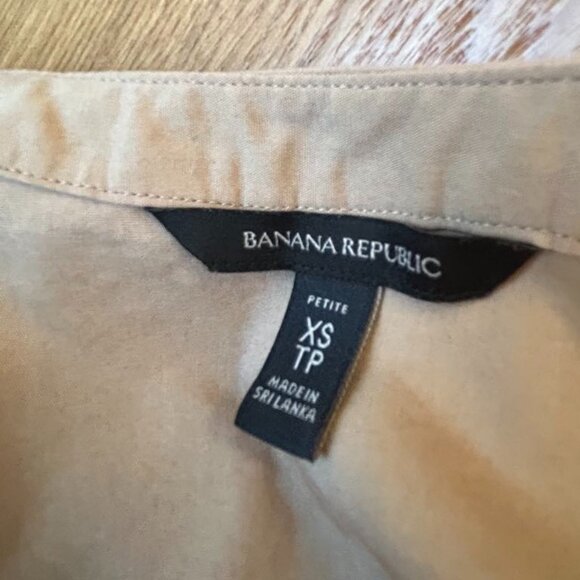 BANANA REPUBLIC
PETITE
XS
TP
MADE IN
SRI LANKA